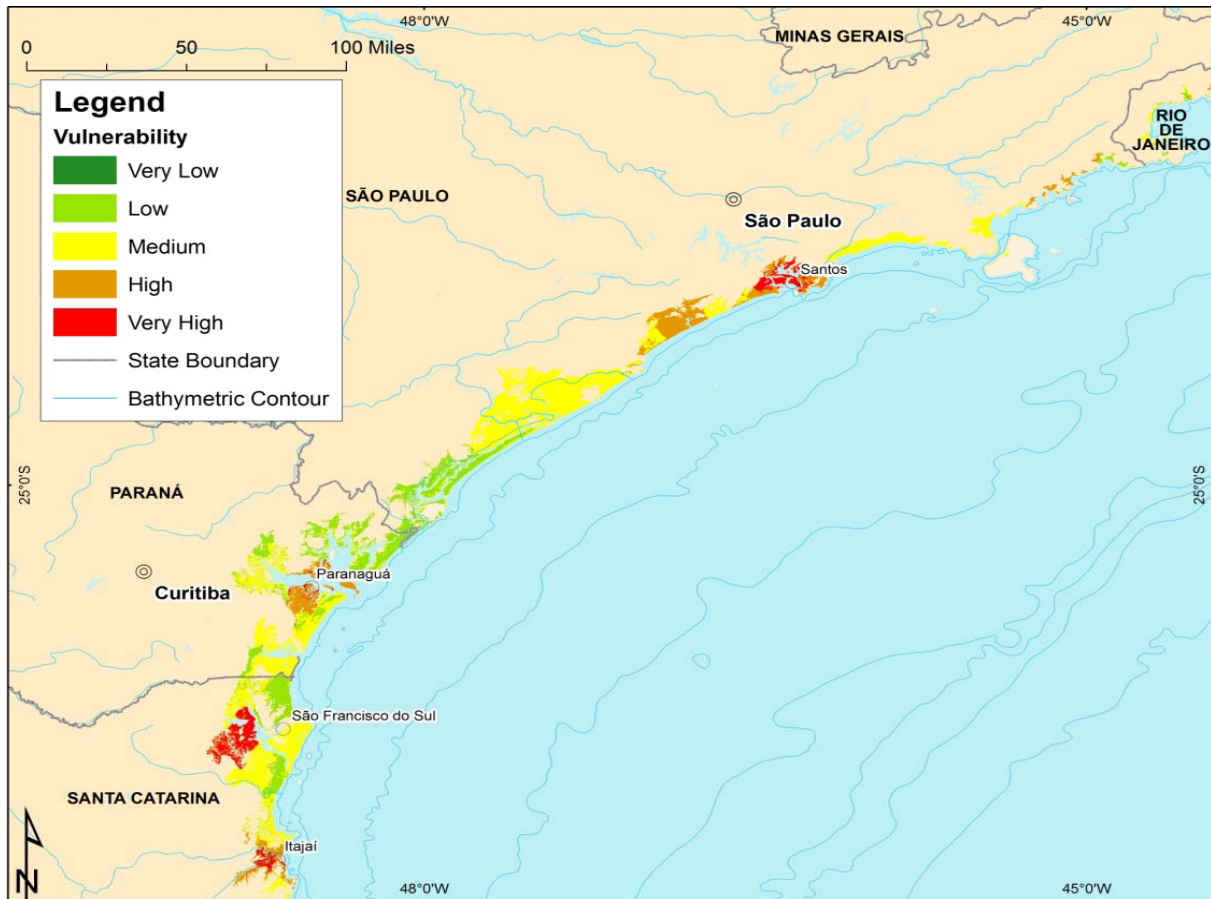 48°0'W
45°0'W
MINAS GERAIS
0 50 100 Miles
Legend
Vulnerability
Very Low
Low
Medium
High
Very High
State Boundary
Bathymetric Contour
RIO
DE
JANEIRO
SÃO PAULO
São Paulo
Santos
25°0'S
25°0'S
PARANÁ
Paranaguá
Curitiba
São Francisco do Sul
SANTA CATARINA
Itajaí
N
48°0'W
45°0'W